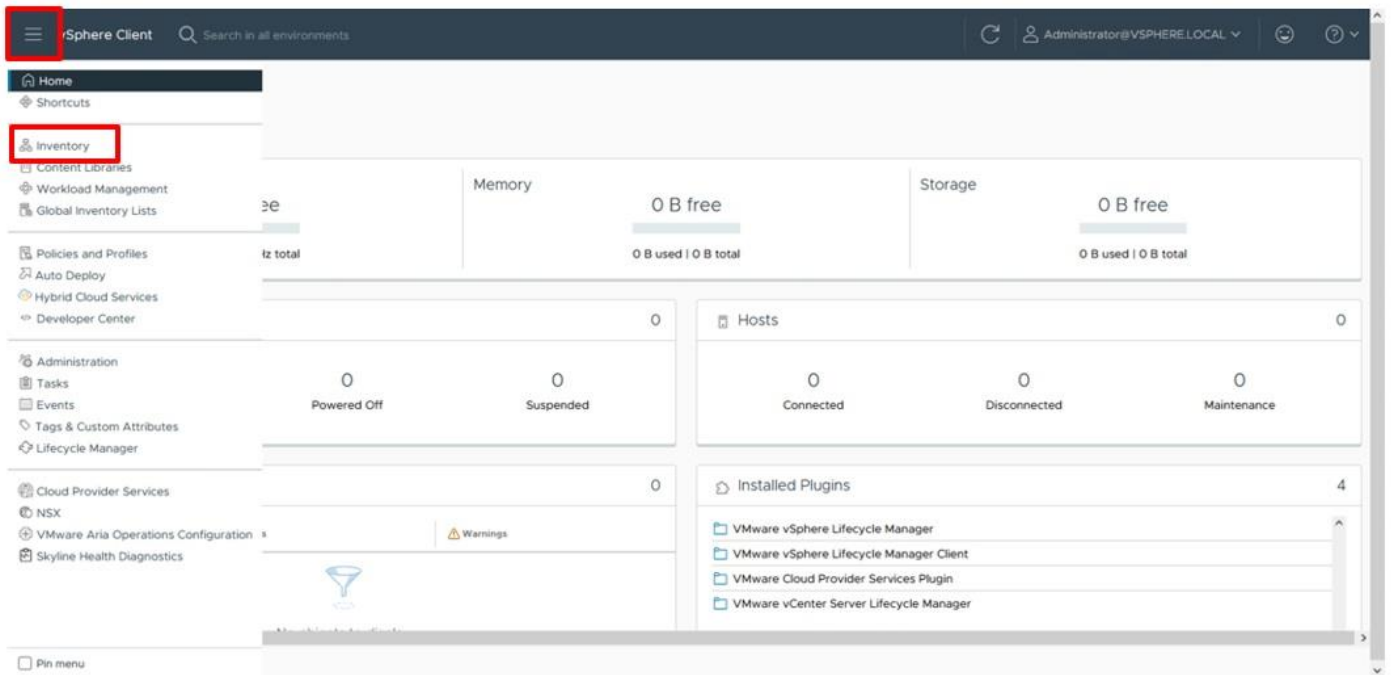 vSphere Client Search in all environments Administrator@VSPHERE.LOCAL
Home
Shortcuts
Inventory
Content Libraries
Workload Management
Global Inventory Lists
Policies and Profiles
Auto Deploy
Hybrid Cloud Services
Developer Center
Administration
Tasks
Events
Tags & Custom Attributes
Lifecycle Manager
Cloud Provider Services
NSX
VMware Aria Operations Configuration
Skyline Health Diagnostics
Pin menu
ee
Hz total
Memory
0 B free
0 B used | 0 B total
Storage
0 B free
0 B used | 0 B total
0
0 0
Powered Off Suspended
Hosts 0
0 0 0
Connected Disconnected Maintenance
0
Warnings
Installed Plugins 4
VMware vSphere Lifecycle Manager
VMware vSphere Lifecycle Manager Client
VMware Cloud Provider Services Plugin
VMware vCenter Server Lifecycle Manager